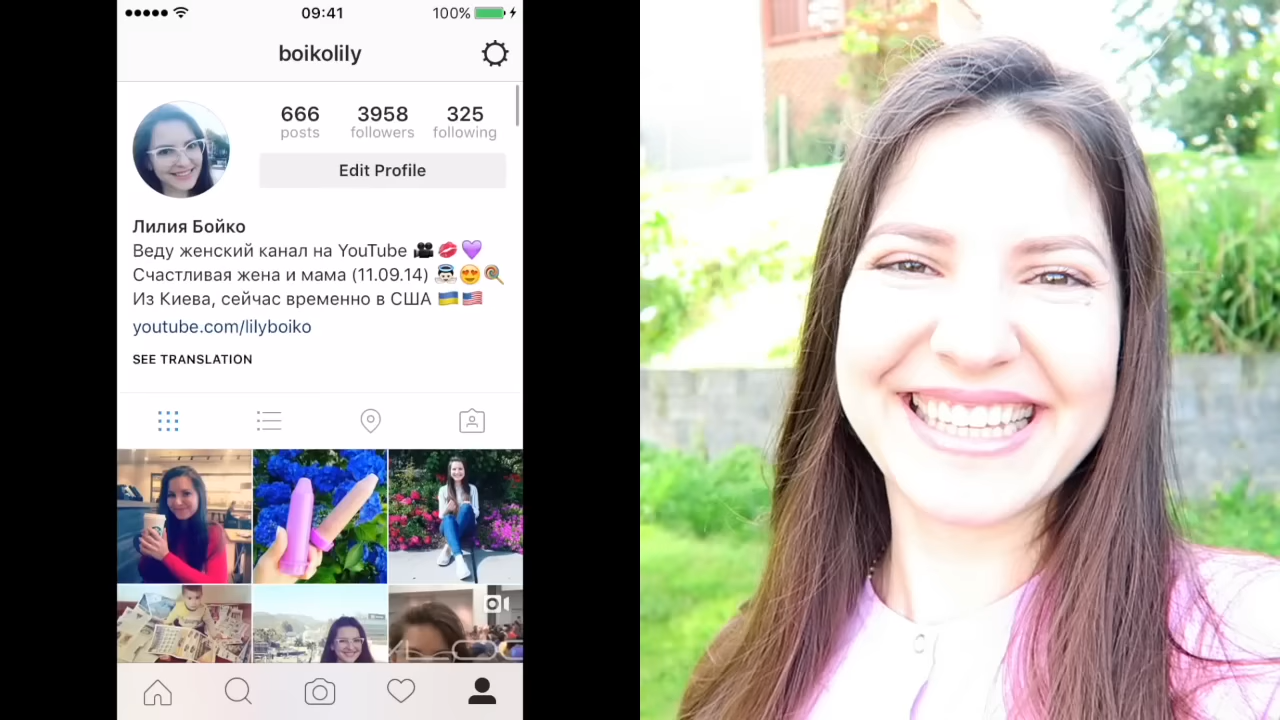 09:41
100%
boikolily
666 3958 325
posts followers following
Edit Profile
Лилия Бойко
Веду женский канал на YouTube 🎥💋💜
Счастливая жена и мама (11.09.14) 👼🏻😍🍭
Из Киева, сейчас временно в США 🇺🇦🇺🇸
youtube.com/lilyboiko
SEE TRANSLATION